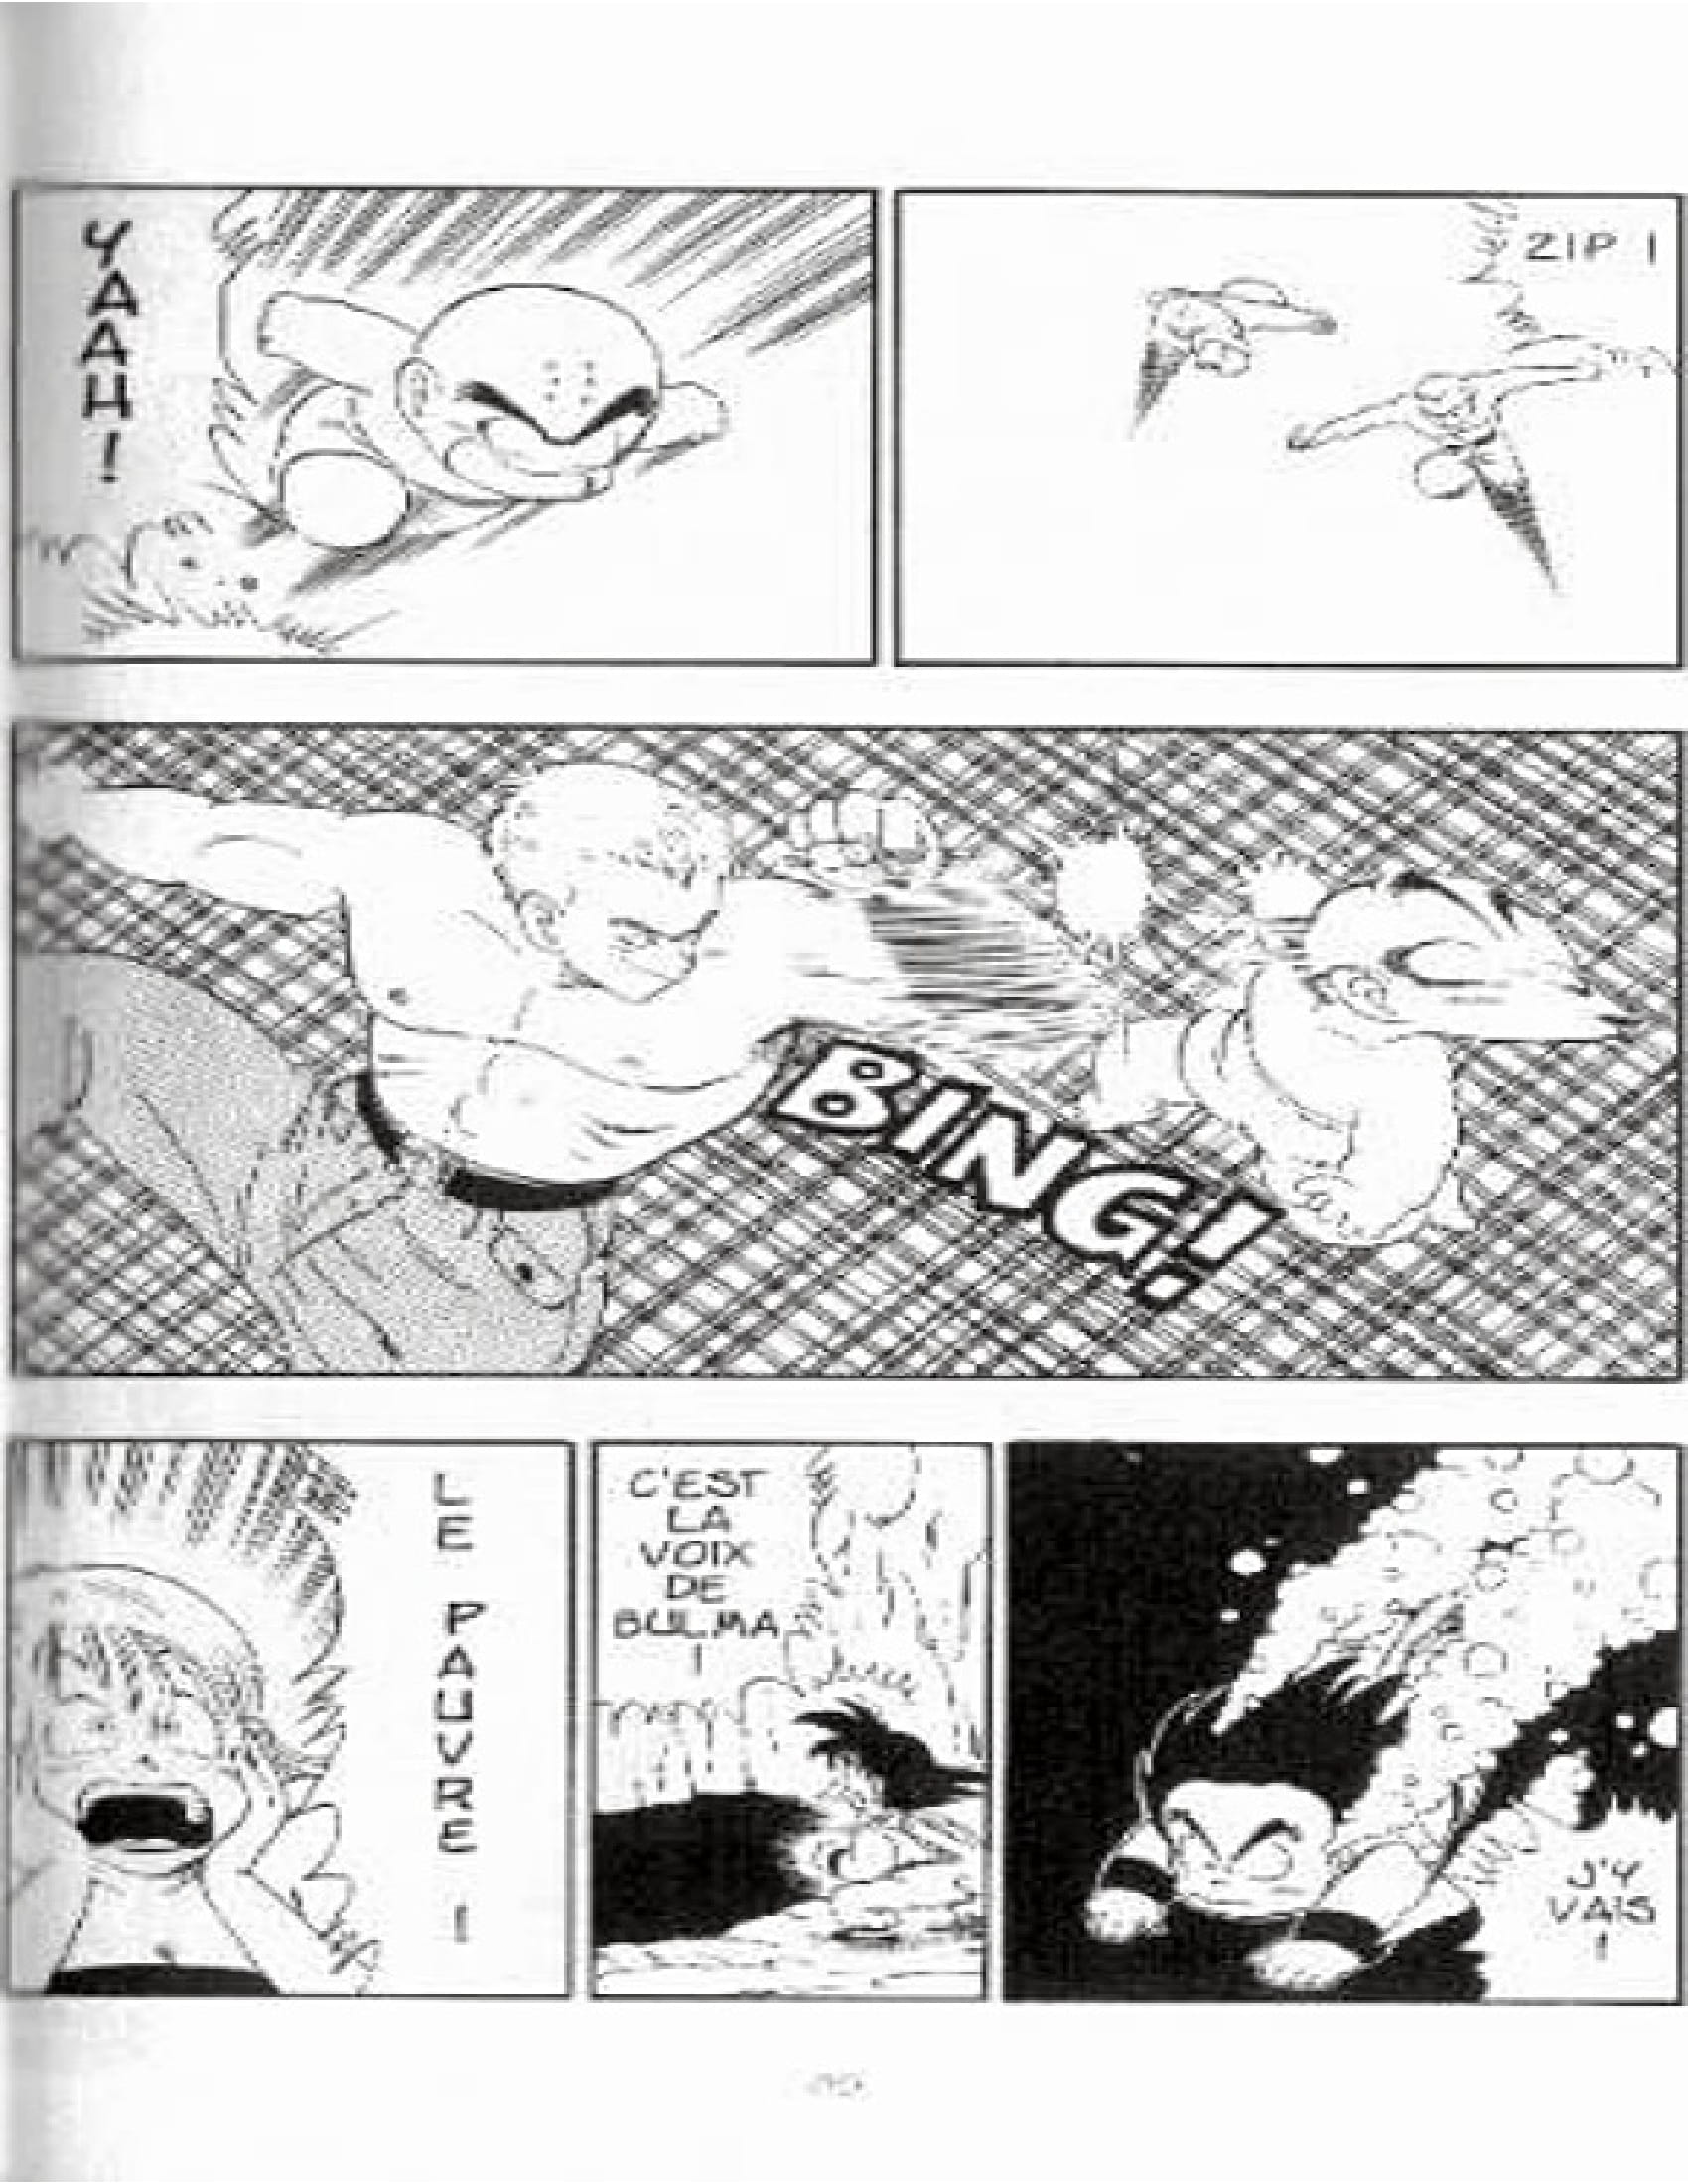 YAAH!
ZIP !
BING!
LE PAUVRE !
C'EST
LA
VOIX
DE
BULMA
!
J'Y
VAIS
!